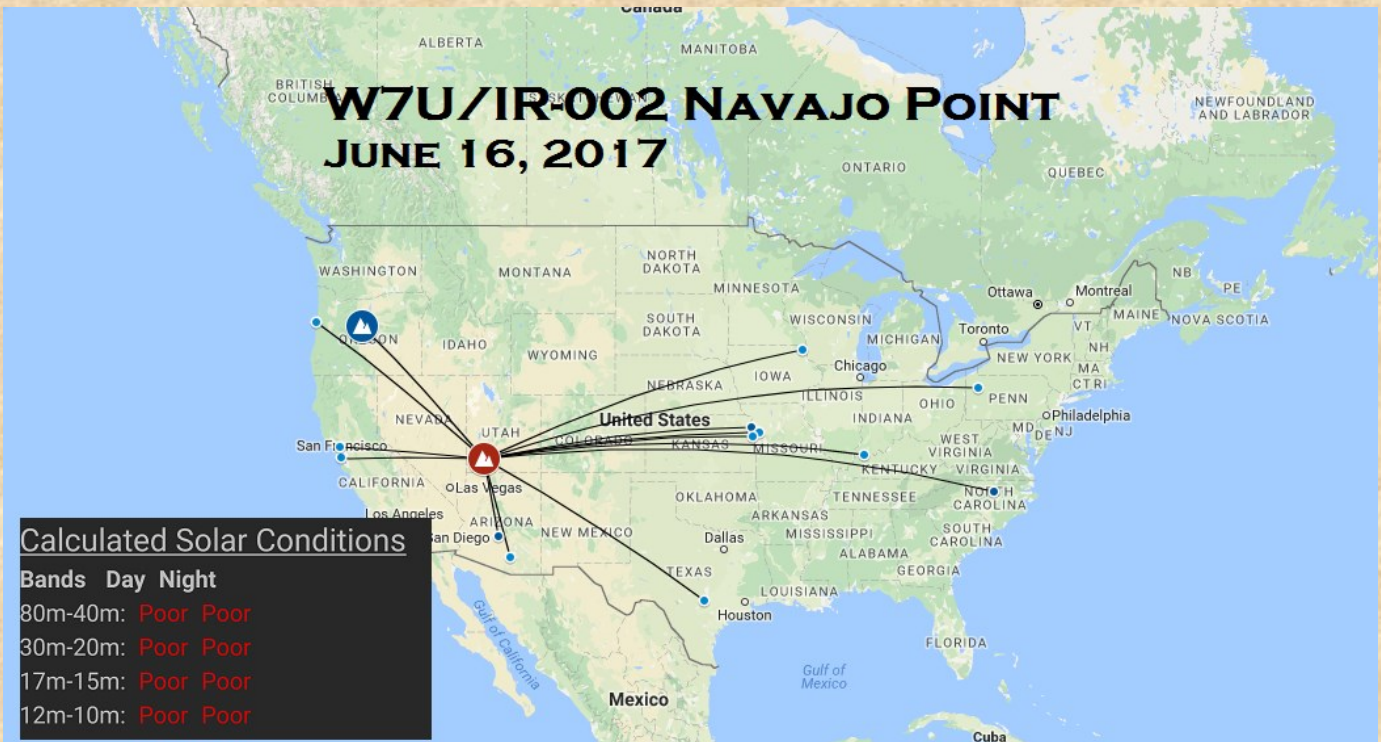 Canada
ALBERTA
MANITOBA
BRITISH
COLUMBIA
NEWFOUNDLAND
AND LABRADOR
W7U/IR-002 NAVAJO POINT
JUNE 16, 2017
ONTARIO
QUEBEC
WASHINGTON
MONTANA
NORTH
DAKOTA
MINNESOTA
Ottawa
Montreal
NB
PE
MAINE
NOVA SCOTIA
OREGON
IDAHO
SOUTH
DAKOTA
WISCONSIN
MICHIGAN
Toronto
VT
NH
NEW YORK
MA
CT RI
WYOMING
IOWA
Chicago
NEBRASKA
ILLINOIS
INDIANA
OHIO
PENN
Philadelphia
MD
DE
NJ
NEVADA
UTAH
United States
COLORADO
KANSAS
MISSOURI
WEST
VIRGINIA
KENTUCKY
VIRGINIA
San Francisco
CALIFORNIA
Las Vegas
OKLAHOMA
TENNESSEE
NORTH
CAROLINA
Los Angeles
ARIZONA
NEW MEXICO
ARKANSAS
MISSISSIPPI
SOUTH
CAROLINA
San Diego
Dallas
ALABAMA
GEORGIA
TEXAS
LOUISIANA
Houston
FLORIDA
Gulf of California
Gulf of
Mexico
Mexico
Cuba
Calculated Solar Conditions
Bands Day Night
80m-40m: Poor Poor
30m-20m: Poor Poor
17m-15m: Poor Poor
12m-10m: Poor Poor